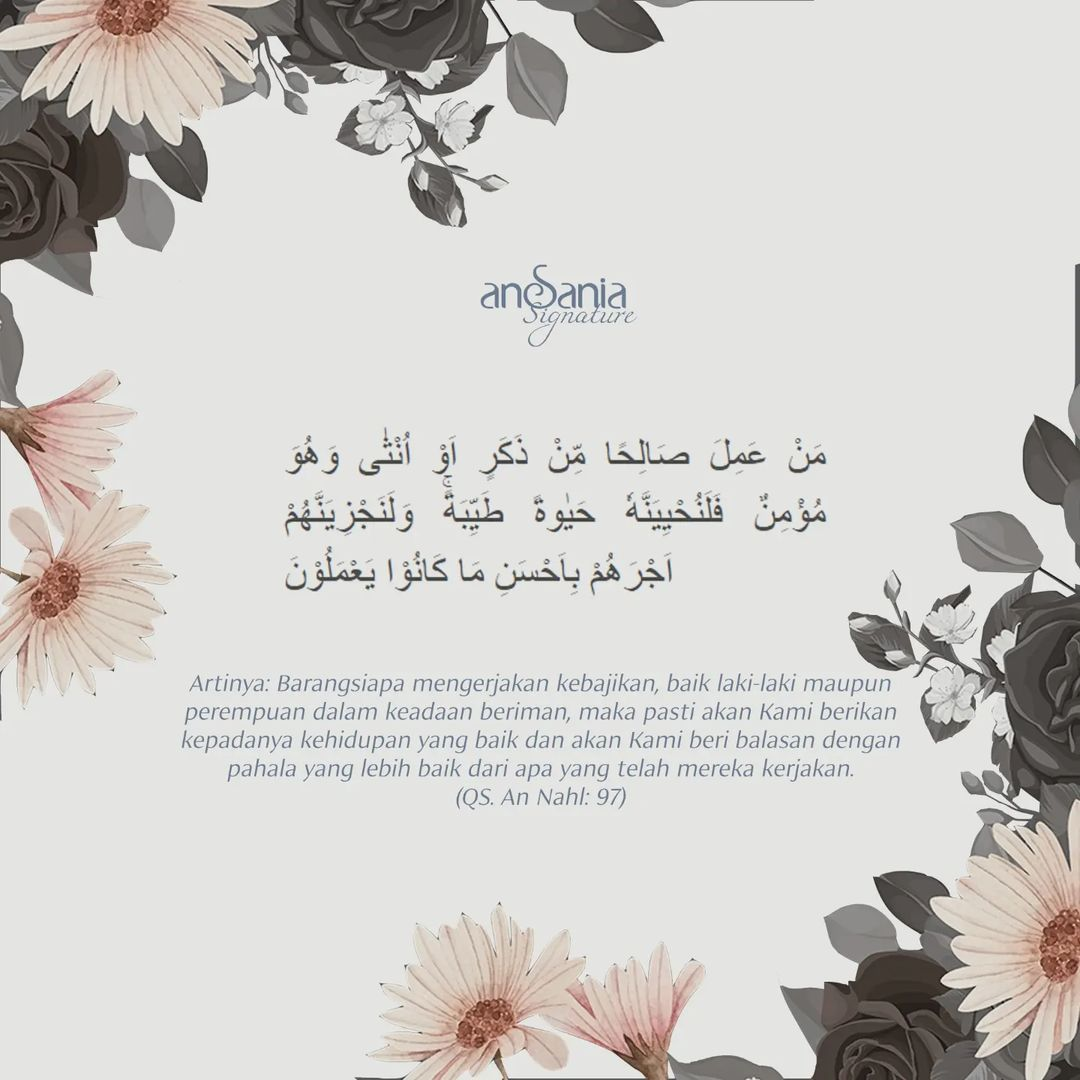 andSania
Signature
مَنْ عَمِلَ صَالِحًا مِّنْ ذَكَرٍ اَوْ اُنْثٰى وَهُوَ
مُؤْمِنٌ فَلَنُحْيِيَنَّهٗ حَيٰوةً طَيِّبَةًۚ وَلَنَجْزِيَنَّهُمْ
اَجْرَهُمْ بِاَحْسَنِ مَا كَانُوْا يَعْمَلُوْنَ
Artinya: Barangsiapa mengerjakan kebajikan, baik laki-laki maupun
perempuan dalam keadaan beriman, maka pasti akan Kami berikan
kepadanya kehidupan yang baik dan akan Kami beri balasan dengan
pahala yang lebih baik dari apa yang telah mereka kerjakan.
(QS. An Nahl: 97)